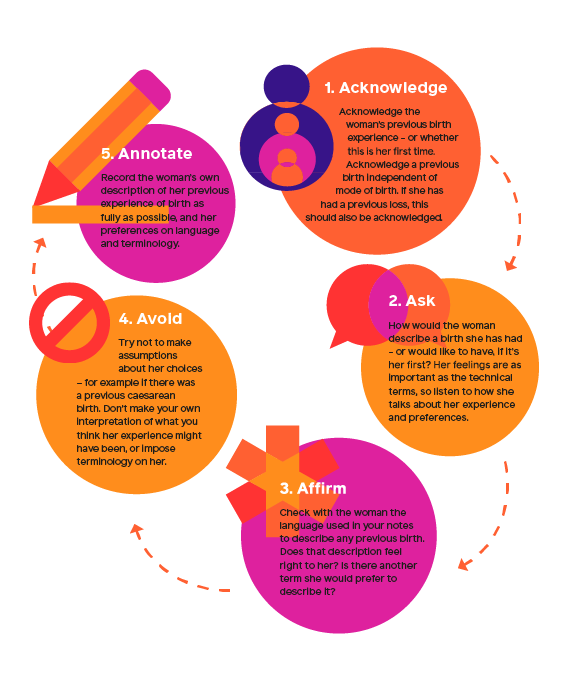 1. Acknowledge
Acknowledge the
woman's previous birth
experience – or whether
this is her first time.
Acknowledge a previous
birth independent of
mode of birth. If she has
had a previous loss, this
should also be acknowledged.
2. Ask
How would the woman
describe a birth she has had
– or would like to have, if it's
her first? Her feelings are as
important as the technical
terms, so listen to how she
talks about her experience
and preferences.
3. Affirm
Check with the woman the
language used in your notes
to describe any previous birth.
Does that description feel
right to her? Is there another
term she would prefer to
describe it?
4. Avoid
Try not to make
assumptions
about her choices
– for example if there was
a previous caesarean
birth. Don't make your own
interpretation of what you
think her experience might
have been, or impose
terminology on her.
5. Annotate
Record the woman's own
description of her previous
experience of birth as
fully as possible, and her
preferences on language
and terminology.